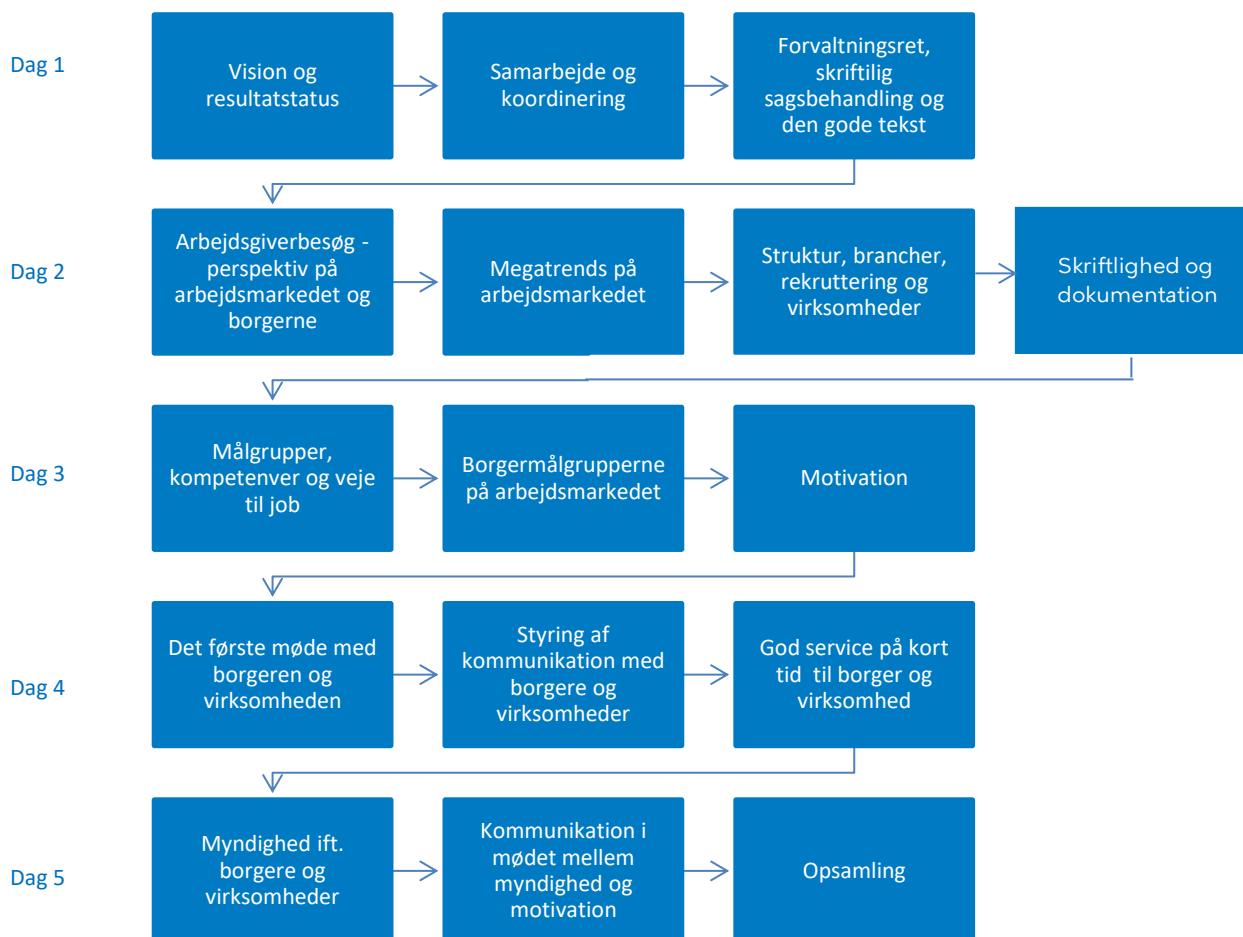 Dag 1
Vision og
resultatstatus
Samarbejde og
koordinering
Forvaltningsret,
skriftilig
sagsbehandling og
den gode tekst
Dag 2
Arbejdsgiverbesøg -
perspektiv på
arbejdsmarkedet og
borgerne
Megatrends på
arbejdsmarkedet
Struktur, brancher,
rekruttering og
virksomheder
Skriftlighed og
dokumentation
Dag 3
Målgrupper,
kompetenver og veje
til job
Borgermålgrupperne
på arbejdsmarkedet
Motivation
Dag 4
Det første møde med
borgeren og
virksomheden
Styring af
kommunikation med
borgere og
virksomheder
God service på kort
tid til borger og
virksomhed
Dag 5
Myndighed ift.
borgere og
virksomheder
Kommunikation i
mødet mellem
myndighed og
motivation
Opsamling